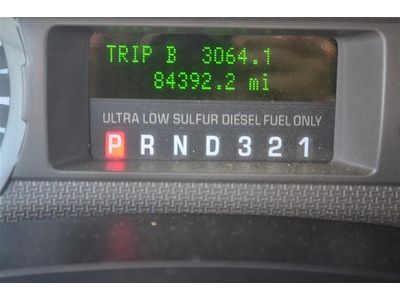 TRIP B 3064.1
84392.2 mi
ULTRA LOW SULFUR DIESEL FUEL ONLY
P R N D 3 2 1